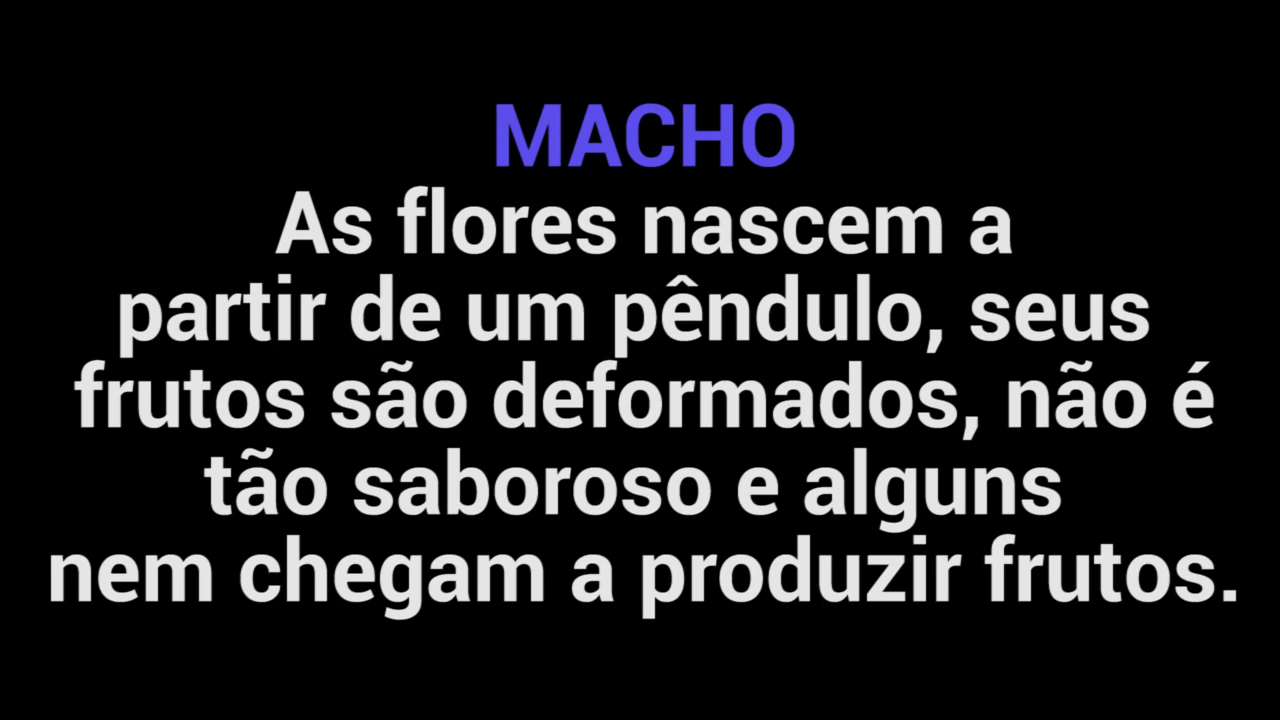 MACHO
As flores nascem a
partir de um pêndulo, seus
frutos são deformados, não é
tão saboroso e alguns
nem chegam a produzir frutos.